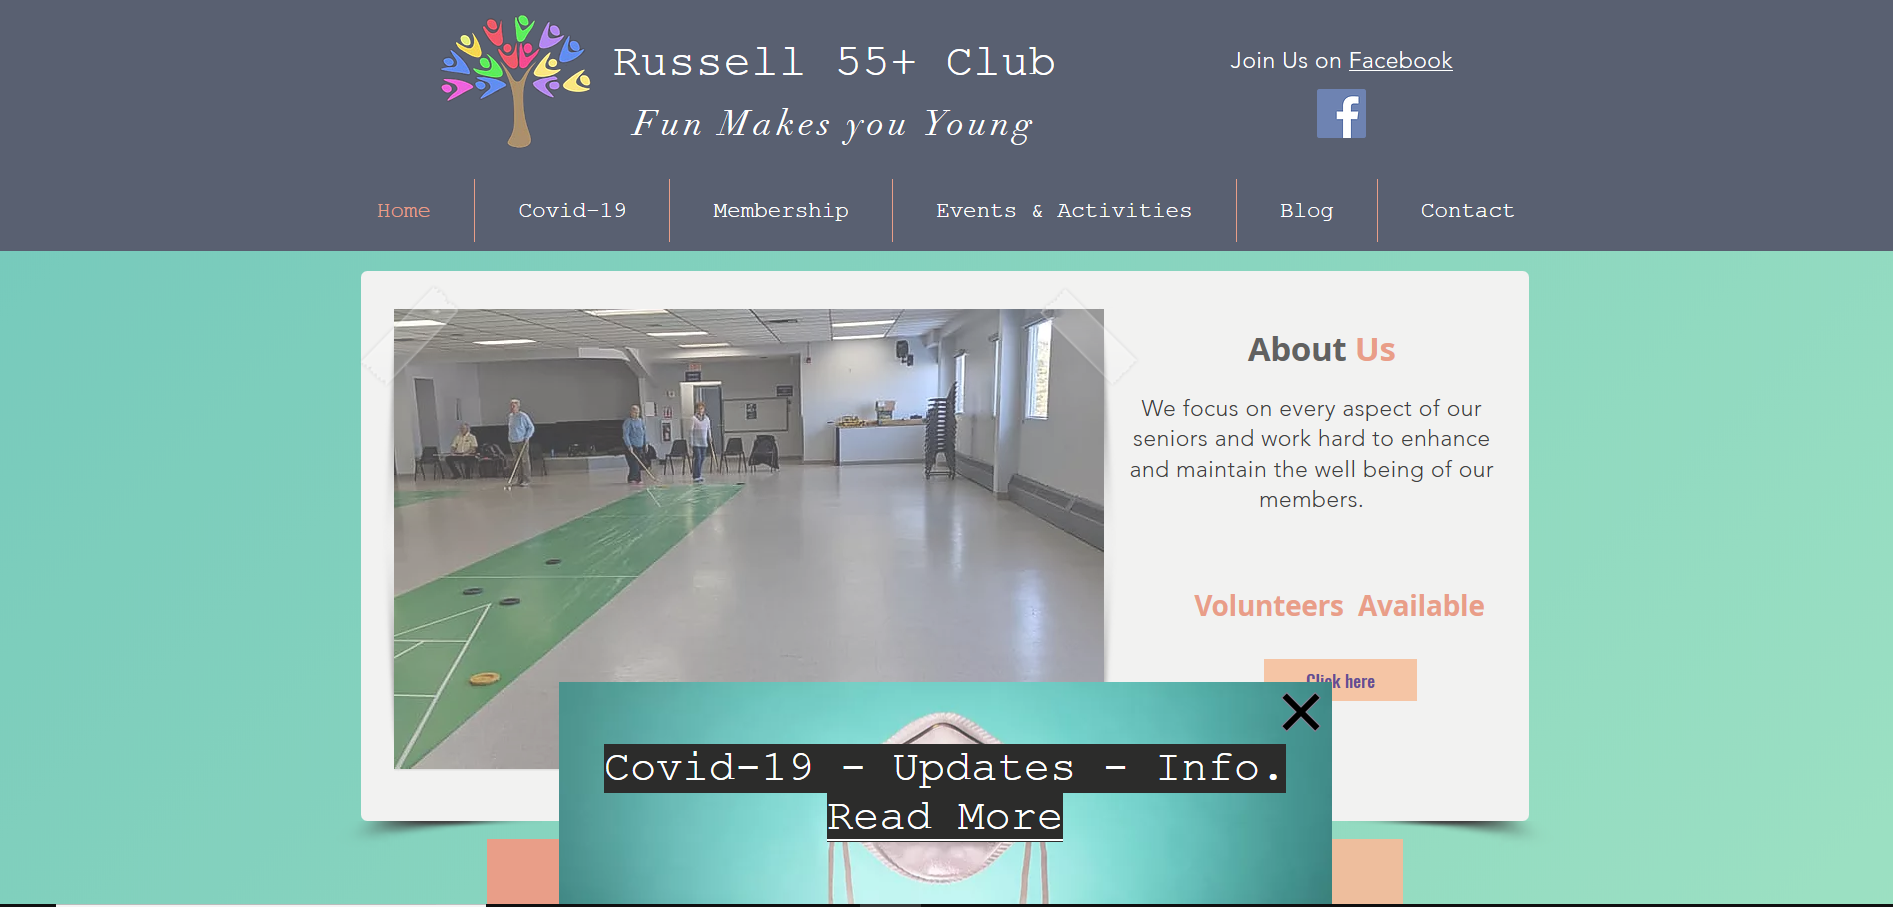 Russell 55+ Club
Fun Makes you Young
Join Us on Facebook
Home
Covid-19
Membership
Events & Activities
Blog
Contact
About Us
We focus on every aspect of our
seniors and work hard to enhance
and maintain the well being of our
members.
Volunteers Available
Click here
Covid-19 - Updates - Info.
Read More